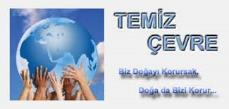 TEMİZ
ÇEVRE
Biz Doğayı Korursak,
Doğa da Bizi Korur...